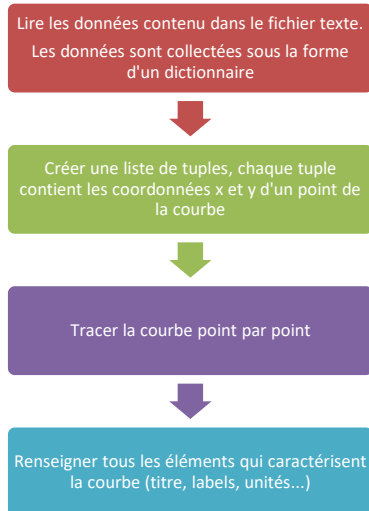 Lire les données contenu dans le fichier texte.
Les données sont collectées sous la forme
d'un dictionnaire
Créer une liste de tuples, chaque tuple
contient les coordonnées x et y d'un point de
la courbe
Tracer la courbe point par point
Renseigner tous les éléments qui caractérisent
la courbe (titre, labels, unités...)